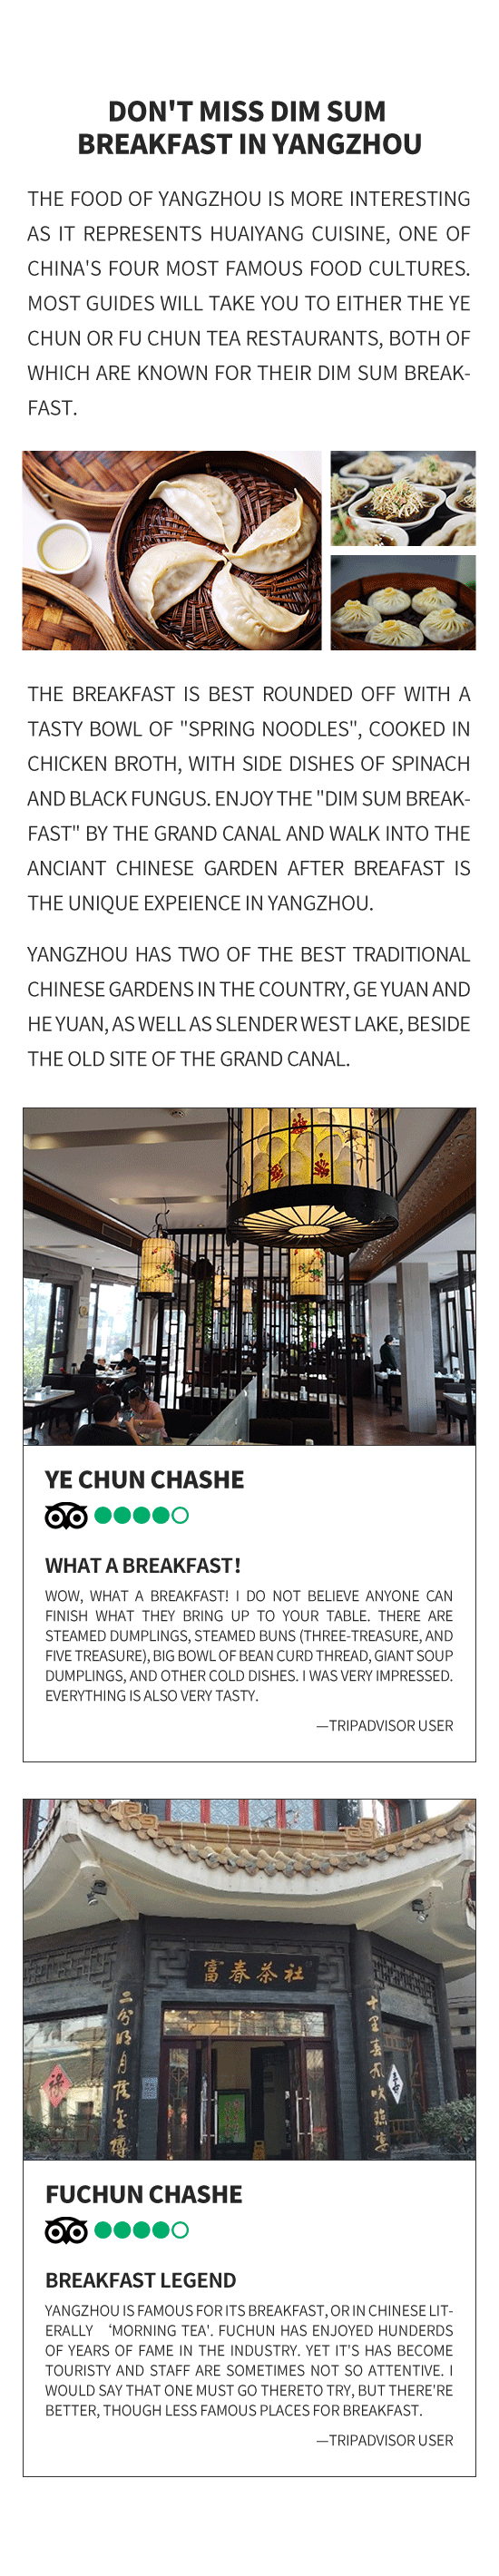 DON'T MISS DIM SUM
BREAKFAST IN YANGZHOU
THE FOOD OF YANGZHOU IS MORE INTERESTING
AS IT REPRESENTS HUAIYANG CUISINE, ONE OF
CHINA'S FOUR MOST FAMOUS FOOD CULTURES.
MOST GUIDES WILL TAKE YOU TO EITHER THE YE
CHUN OR FU CHUN TEA RESTAURANTS, BOTH OF
WHICH ARE KNOWN FOR THEIR DIM SUM BREAK-
FAST.
THE BREAKFAST IS BEST ROUNDED OFF WITH A
TASTY BOWL OF "SPRING NOODLES", COOKED IN
CHICKEN BROTH, WITH SIDE DISHES OF SPINACH
AND BLACK FUNGUS. ENJOY THE "DIM SUM BREAK-
FAST" BY THE GRAND CANAL AND WALK INTO THE
ANCIANT CHINESE GARDEN AFTER BREAFAST IS
THE UNIQUE EXPEIENCE IN YANGZHOU.
YANGZHOU HAS TWO OF THE BEST TRADITIONAL
CHINESE GARDENS IN THE COUNTRY, GE YUAN AND
HE YUAN, AS WELL AS SLENDER WEST LAKE, BESIDE
THE OLD SITE OF THE GRAND CANAL.
YE CHUN CHASHE
WHAT A BREAKFAST!
WOW, WHAT A BREAKFAST! I DO NOT BELIEVE ANYONE CAN
FINISH WHAT THEY BRING UP TO YOUR TABLE. THERE ARE
STEAMED DUMPLINGS, STEAMED BUNS (THREE-TREASURE, AND
FIVE TREASURE), BIG BOWL OF BEAN CURD THREAD, GIANT SOUP
DUMPLINGS, AND OTHER COLD DISHES. I WAS VERY IMPRESSED.
EVERYTHING IS ALSO VERY TASTY.
—TRIPADVISOR USER
富春茶社
二分明月
福
FUCHUN CHASHE
BREAKFAST LEGEND
YANGZHOU IS FAMOUS FOR ITS BREAKFAST, OR IN CHINESE LIT-
ERALLY ‘MORNING TEA'. FUCHUN HAS ENJOYED HUNDERDS
OF YEARS OF FAME IN THE INDUSTRY. YET IT'S HAS BECOME
TOURISTY AND STAFF ARE SOMETIMES NOT SO ATTENTIVE. I
WOULD SAY THAT ONE MUST GO THERETO TRY, BUT THERE'RE
BETTER, THOUGH LESS FAMOUS PLACES FOR BREAKFAST.
—TRIPADVISOR USER